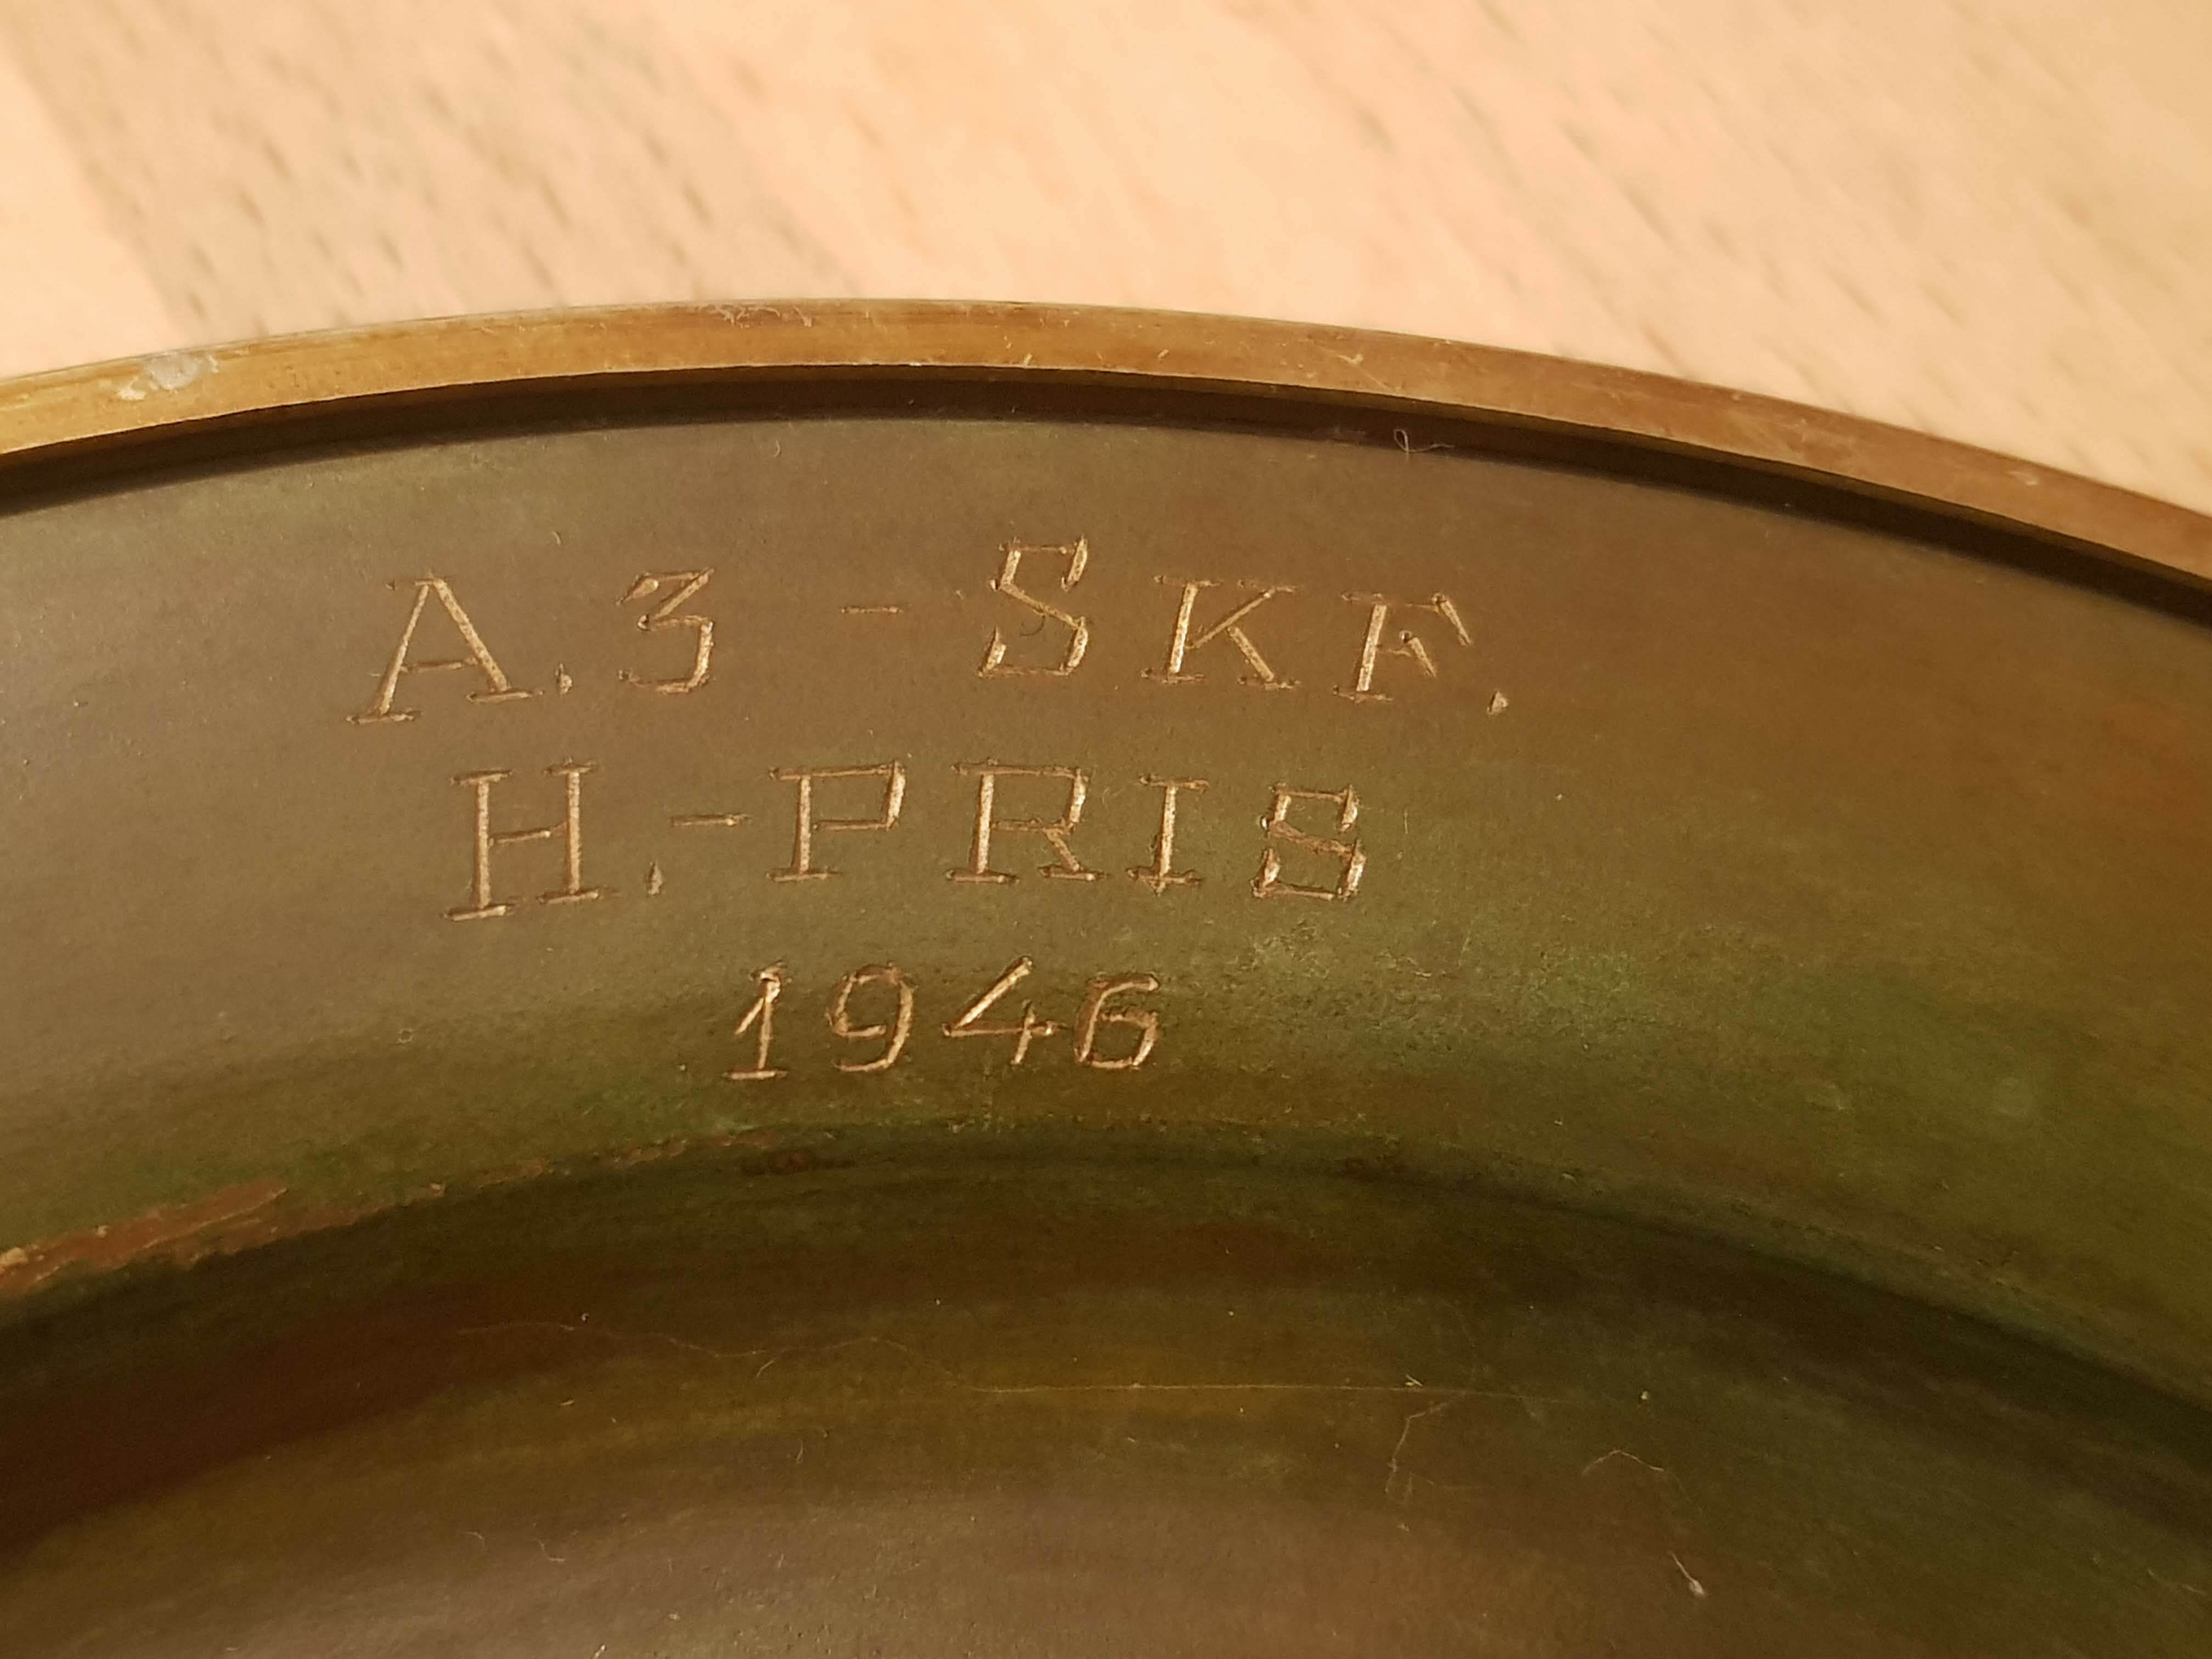 A.3 - SKF.
H.-PRIS
1946